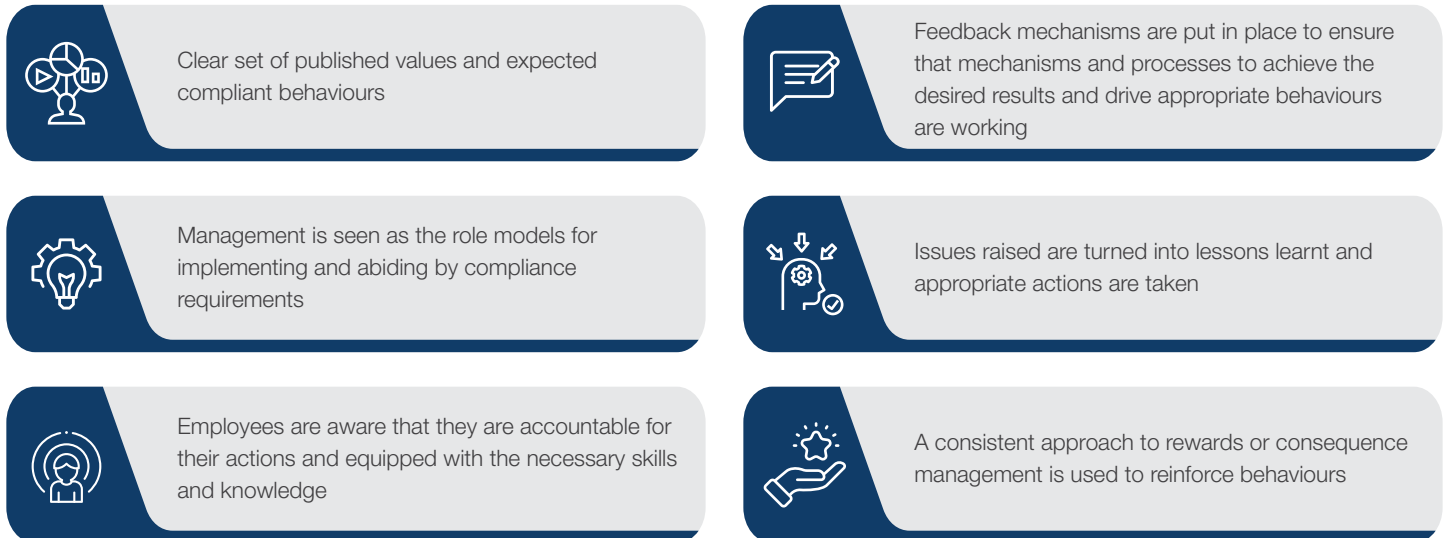 Clear set of published values and expected
compliant behaviours
Management is seen as the role models for
implementing and abiding by compliance
requirements
Employees are aware that they are accountable for
their actions and equipped with the necessary skills
and knowledge
Feedback mechanisms are put in place to ensure
that mechanisms and processes to achieve the
desired results and drive appropriate behaviours
are working
Issues raised are turned into lessons learnt and
appropriate actions are taken
A consistent approach to rewards or consequence
management is used to reinforce behaviours